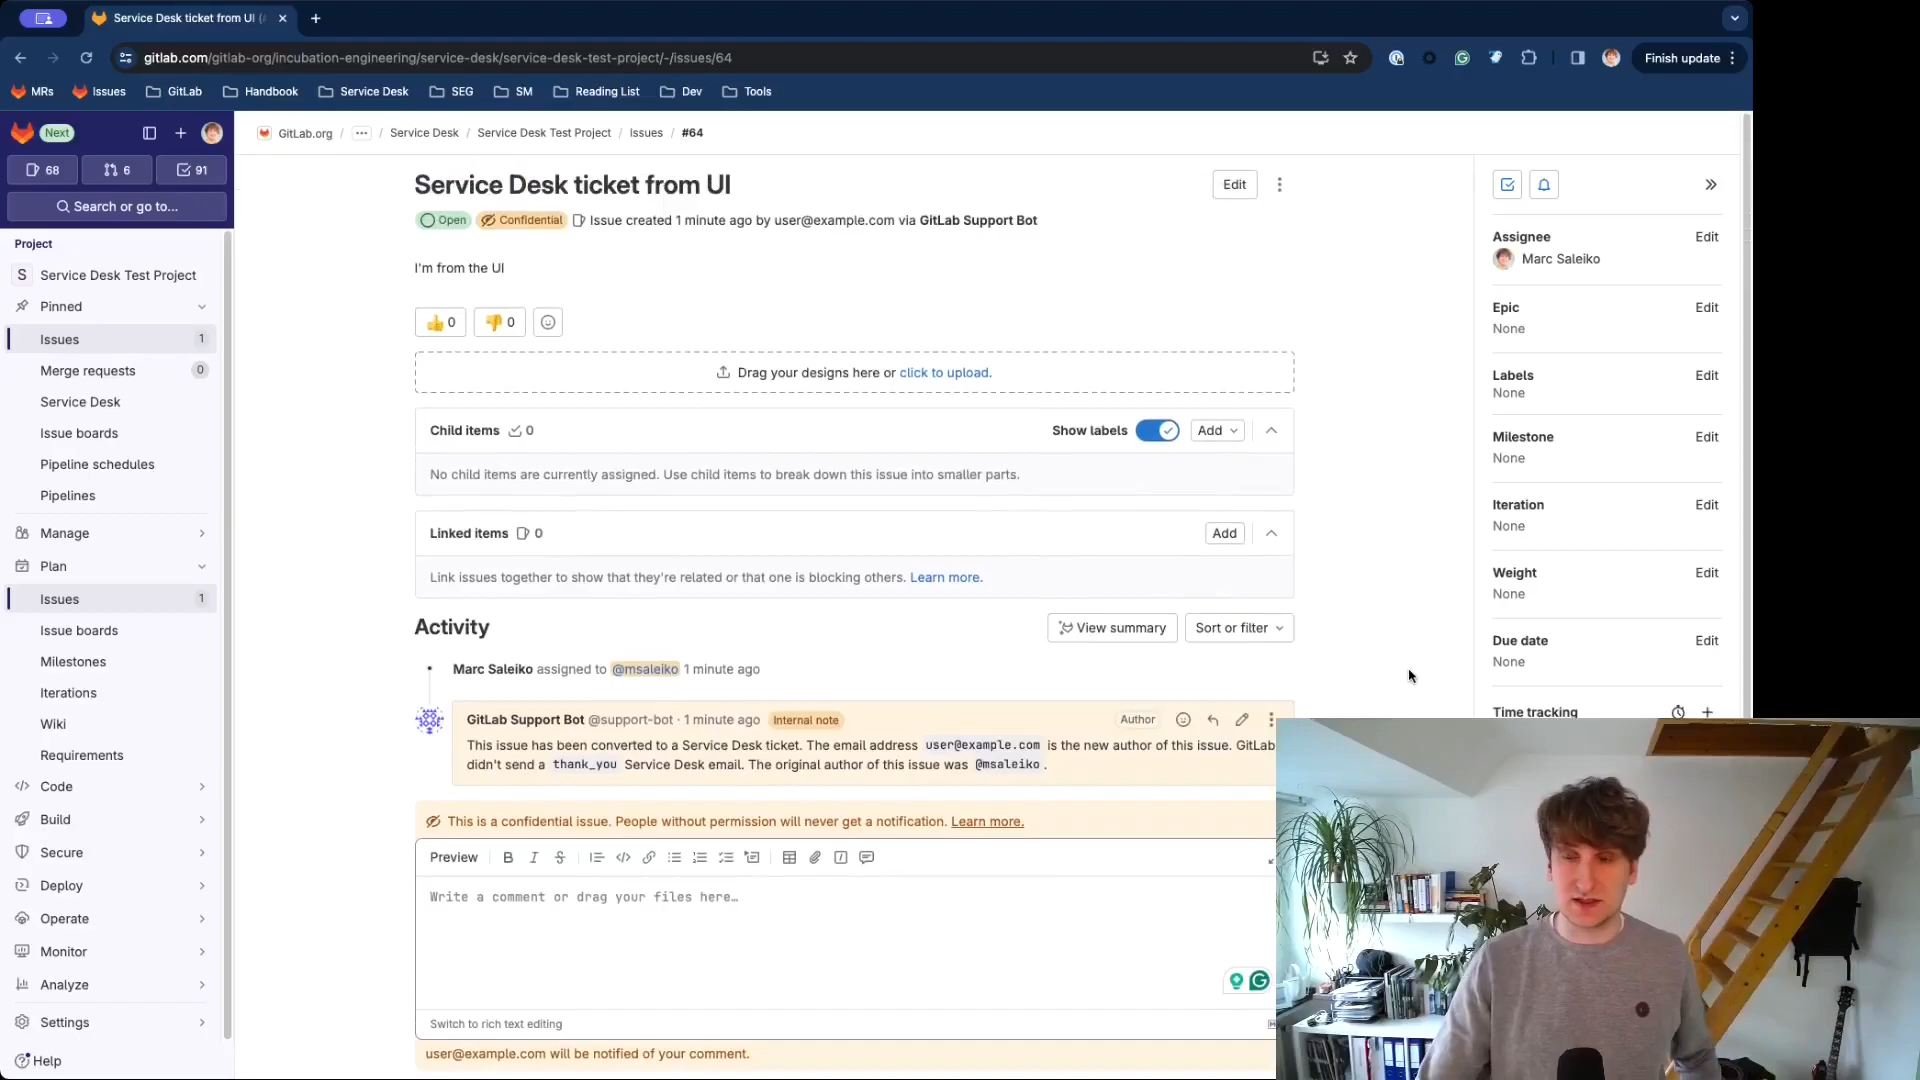 Service Desk ticket from UI (
gitlab.com/gitlab-org/incubation-engineering/service-desk/service-desk-test-project/-/issues/64
Finish update
MRs
Issues
GitLab
Handbook
Service Desk
SEG
SM
Reading List
Dev
Tools
Next
68
6
91
Search or go to...
Project
S Service Desk Test Project
Pinned
Issues 1
Merge requests 0
Service Desk
Issue boards
Pipeline schedules
Pipelines
Manage
Plan
Issues 1
Issue boards
Milestones
Iterations
Wiki
Requirements
Code
Build
Secure
Deploy
Operate
Monitor
Analyze
Settings
Help
GitLab.org / ... / Service Desk / Service Desk Test Project / Issues / #64
Service Desk ticket from UI
Edit
Open Confidential Issue created 1 minute ago by user@example.com via GitLab Support Bot
I'm from the UI
0
0
Drag your designs here or click to upload.
Child items 0
Show labels
Add
No child items are currently assigned. Use child items to break down this issue into smaller parts.
Linked items 0
Add
Link issues together to show that they're related or that one is blocking others. Learn more.
Activity
View summary
Sort or filter
Marc Saleiko assigned to @msaleiko 1 minute ago
GitLab Support Bot @support-bot · 1 minute ago Internal note
Author
This issue has been converted to a Service Desk ticket. The email address user@example.com is the new author of this issue. GitLab
didn't send a thank_you Service Desk email. The original author of this issue was @msaleiko.
This is a confidential issue. People without permission will never get a notification. Learn more.
Preview
Write a comment or drag your files here…
Switch to rich text editing
user@example.com will be notified of your comment.
Assignee Edit
Marc Saleiko
Epic Edit
None
Labels Edit
None
Milestone Edit
None
Iteration Edit
None
Weight Edit
None
Due date Edit
None
Time tracking